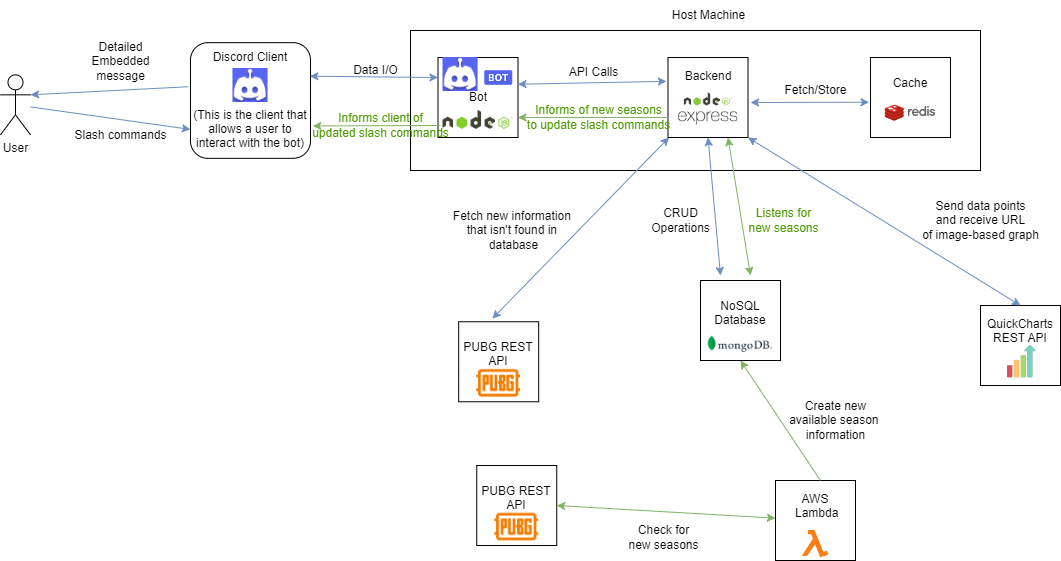 Host Machine
Detailed
Embedded
message
Slash commands
User
Discord Client
(This is the client that
allows a user to
interact with the bot)
Data I/O
Informs client of
updated slash commands
BOT
Bot
node
JS
API Calls
Informs of new seasons
to update slash commands
Backend
node
JS
express
Fetch/Store
Cache
redis
Fetch new information
that isn't found in
database
CRUD
Operations
Listens for
new seasons
Send data points
and receive URL
of image-based graph
PUBG REST
API
PUBG
NoSQL
Database
mongoDB.
QuickCharts
REST API
Create new
available season
information
PUBG REST
API
PUBG
Check for
new seasons
AWS
Lambda